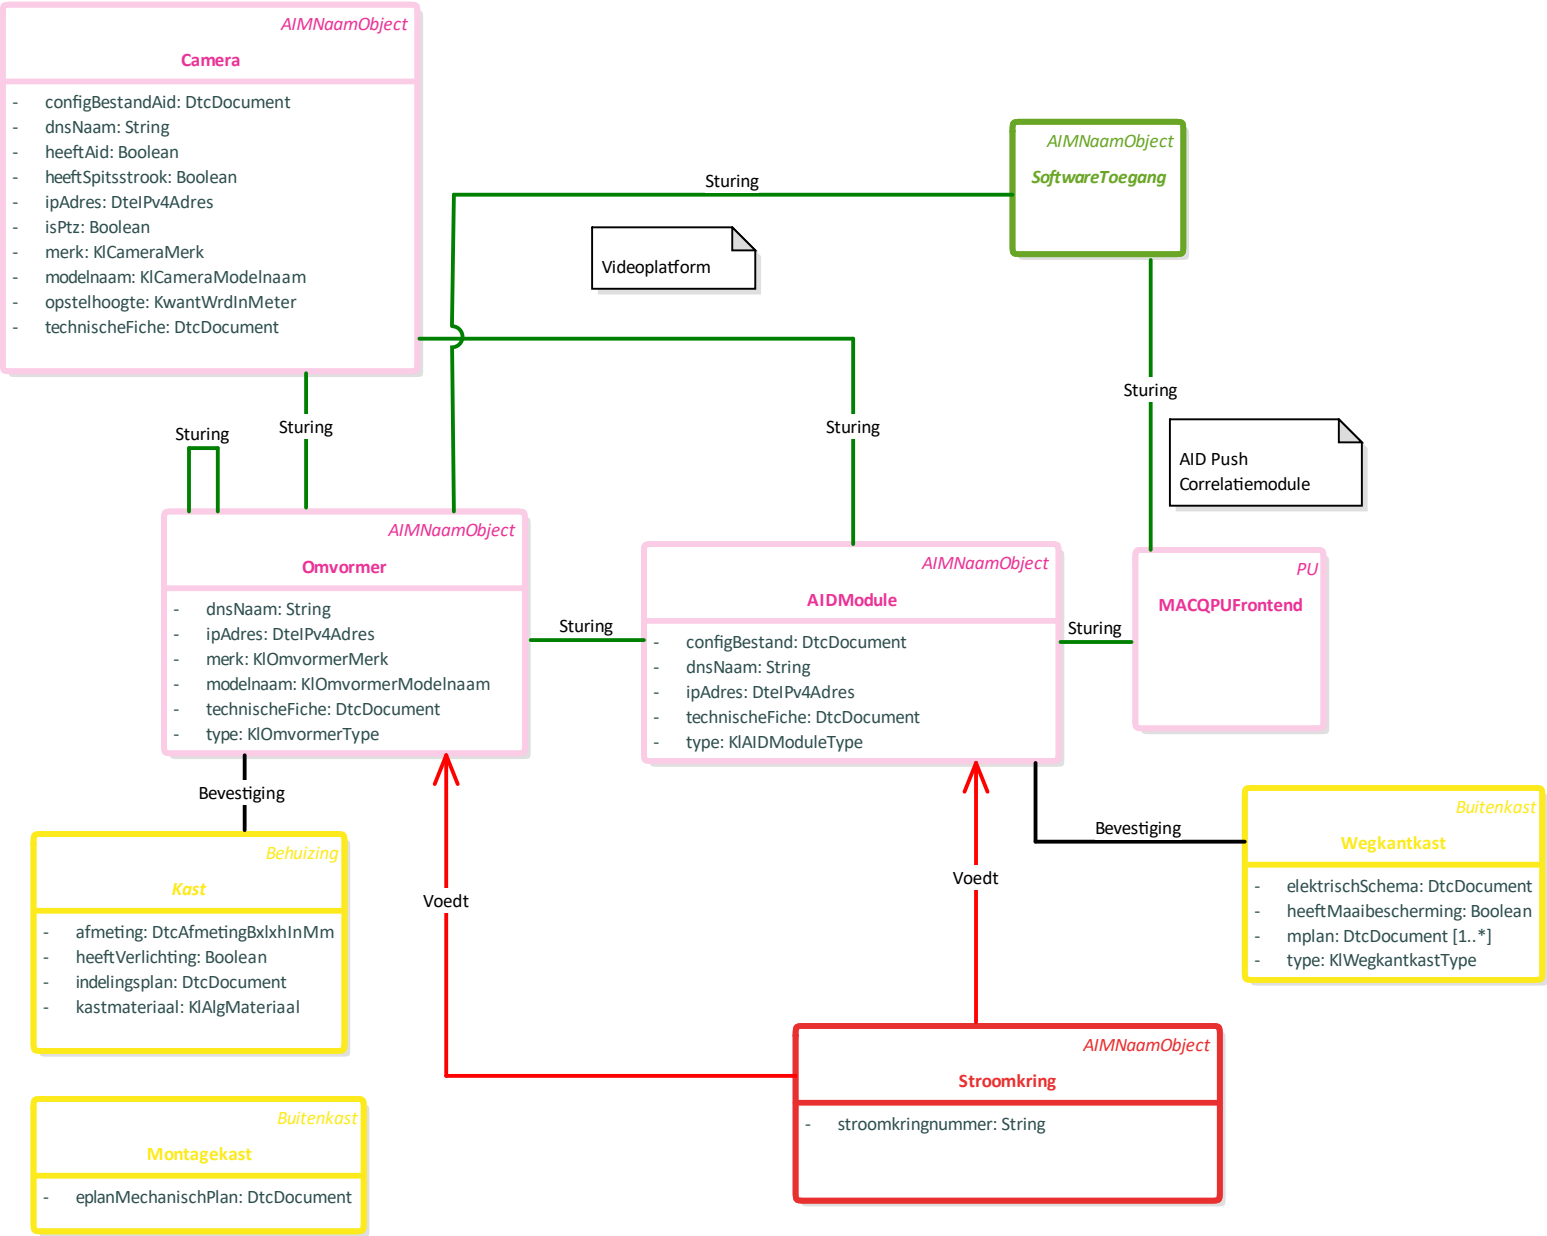 AIMNaamObject
Camera
- configBestandAid: DtcDocument
- dnsNaam: String
- heeftAid: Boolean
- heeftSpitsstrook: Boolean
- ipAdres: DteIPv4Adres
- isPtz: Boolean
- merk: KlCameraMerk
- modelnaam: KlCameraModelnaam
- opstelhoogte: KwantWrdInMeter
- technischeFiche: DtcDocument
AIMNaamObject
SoftwareToegang
Sturing
Videoplatform
Sturing
Sturing
Sturing
Sturing
AID Push
Correlatiemodule
AIMNaamObject
Omvormer
- dnsNaam: String
- ipAdres: DteIPv4Adres
- merk: KlOmvormerMerk
- modelnaam: KlOmvormerModelnaam
- technischeFiche: DtcDocument
- type: KlOmvormerType
Sturing
AIMNaamObject
AIDModule
- configBestand: DtcDocument
- dnsNaam: String
- ipAdres: DteIPv4Adres
- technischeFiche: DtcDocument
- type: KlAIDModuleType
Sturing
PU
MACQPUFrontend
Bevestiging
Behuizing
Kast
- afmeting: DtcAfmetingBxlxhInMm
- heeftVerlichting: Boolean
- indelingsplan: DtcDocument
- kastmateriaal: KlAlgMateriaal
Voedt
Voedt
Bevestiging
Buitenkast
Wegkantkast
- elektrischSchema: DtcDocument
- heeftMaaibescherming: Boolean
- mplan: DtcDocument [1..*]
- type: KlWegkantkastType
AIMNaamObject
Stroomkring
- stroomkringnummer: String
Buitenkast
Montagekast
- eplanMechanischPlan: DtcDocument